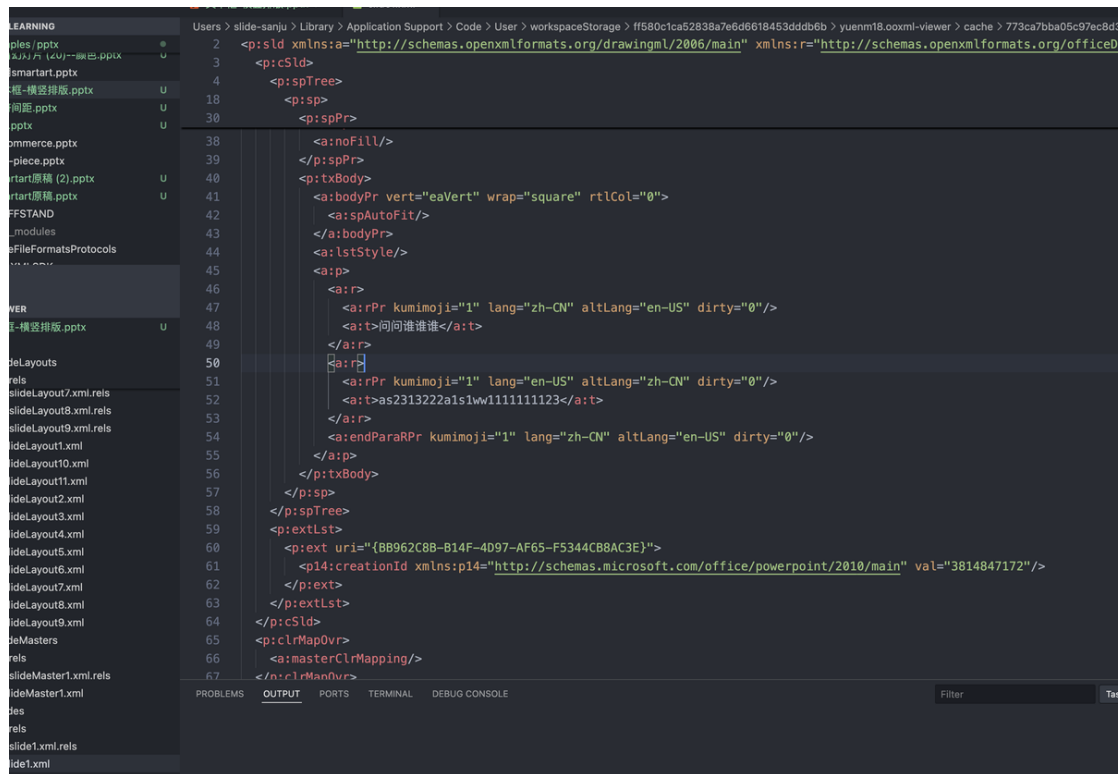 LEARNING
ples/pptx
smartart.pptx
框-横竖排版.pptx U
间距.pptx U
.pptx U
ommerce.pptx
-piece.pptx
rtart原稿 (2).pptx U
rtart原稿.pptx U
FFSTAND
_modules
eFileFormatsProtocols
WER
框-横竖排版.pptx U
deLayouts
rels
slideLayout7.xml.rels
slideLayout8.xml.rels
slideLayout9.xml.rels
lideLayout1.xml
lideLayout10.xml
lideLayout11.xml
lideLayout2.xml
lideLayout3.xml
lideLayout4.xml
lideLayout5.xml
lideLayout6.xml
lideLayout7.xml
lideLayout8.xml
lideLayout9.xml
deMasters
rels
slideMaster1.xml.rels
lideMaster1.xml
des
rels
slide1.xml.rels
lide1.xml
Users > slide-sanju > Library > Application Support > Code > User > workspaceStorage > ff580c1ca52838a7e6d6618453dddb6b > yuenm18.ooxml-viewer > cache > 773ca7bba05c97ec8d3
2 <p:sld xmlns:a="http://schemas.openxmlformats.org/drawingml/2006/main" xmlns:r="http://schemas.openxmlformats.org/officeD
3 <p:cSld>
4 <p:spTree>
18 <p:sp>
30 <p:spPr>
38 <a:noFill/>
39 </p:spPr>
40 <p:txBody>
41 <a:bodyPr vert="eaVert" wrap="square" rtlCol="0">
42 <a:spAutoFit/>
43 </a:bodyPr>
44 <a:lstStyle/>
45 <a:p>
46 <a:r>
47 <a:rPr kumimoji="1" lang="zh-CN" altLang="en-US" dirty="0"/>
48 <a:t>问问谁谁谁</a:t>
49 </a:r>
50 <a:r>
51 <a:rPr kumimoji="1" lang="en-US" altLang="zh-CN" dirty="0"/>
52 <a:t>as2313222a1s1ww1111111123</a:t>
53 </a:r>
54 <a:endParaRPr kumimoji="1" lang="zh-CN" altLang="en-US" dirty="0"/>
55 </a:p>
56 </p:txBody>
57 </p:sp>
58 </p:spTree>
59 <p:extLst>
60 <p:ext uri="{BB962C8B-B14F-4D97-AF65-F5344CB8AC3E}">
61 <p14:creationId xmlns:p14="http://schemas.microsoft.com/office/powerpoint/2010/main" val="3814847172"/>
62 </p:ext>
63 </p:extLst>
64 </p:cSld>
65 <p:clrMapOvr>
66 <a:masterClrMapping/>
67 </p:clrMapOvr>
PROBLEMS OUTPUT PORTS TERMINAL DEBUG CONSOLE Filter Tas